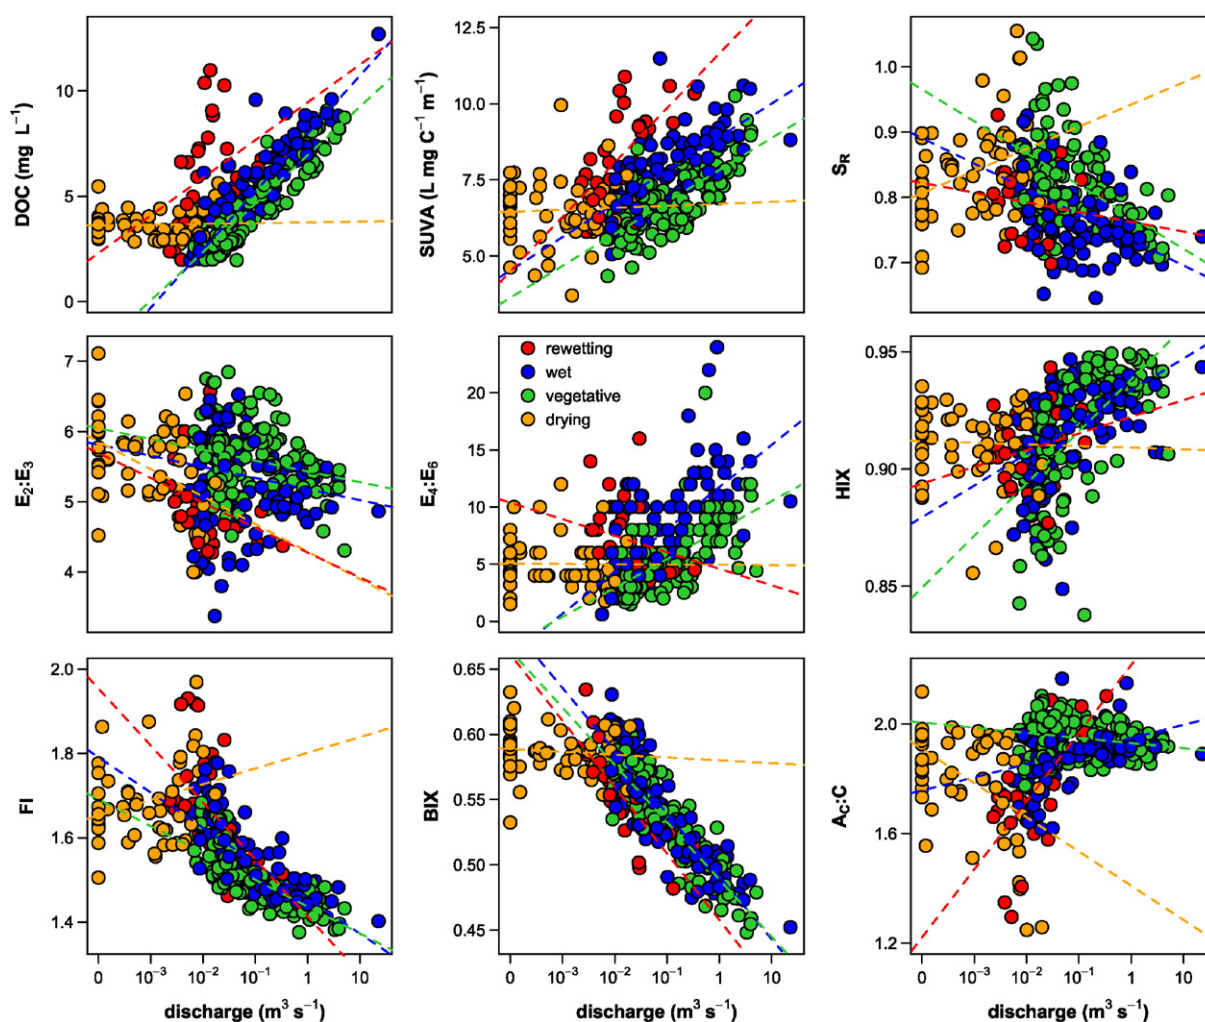 DOC (mg L⁻¹)
10
5
0
SUVA (L mg C⁻¹ m⁻¹)
12.5
10.0
7.5
5.0
S_R
1.0
0.9
0.8
0.7
E₂:E₃
7
6
5
4
E₄:E₆
20
15
10
5
0
rewetting
wet
vegetative
drying
HIX
0.95
0.90
0.85
FI
2.0
1.8
1.6
1.4
BIX
0.65
0.60
0.55
0.50
0.45
A_C:C
2.0
1.6
1.2
0 10⁻³ 10⁻² 10⁻¹ 1 10
0 10⁻³ 10⁻² 10⁻¹ 1 10
0 10⁻³ 10⁻² 10⁻¹ 1 10
discharge (m³ s⁻¹)
discharge (m³ s⁻¹)
discharge (m³ s⁻¹)